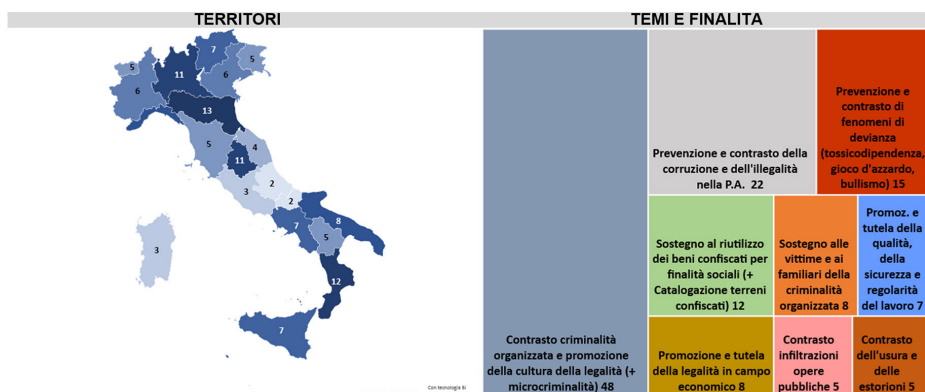 TERRITORI
TEMI E FINALITA
7
5
5
11
6
6
13
5
4
11
3
2
2
8
7
5
3
12
7
Con tecnologia Bi
Contrasto criminalità
organizzata e promozione
della cultura della legalità (+
microcriminalità) 48
Prevenzione e contrasto della
corruzione e dell'illegalità
nella P.A. 22
Prevenzione e
contrasto di
fenomeni di
devianza
(tossicodipendenza,
gioco d'azzardo,
bullismo) 15
Sostegno al riutilizzo
dei beni confiscati per
finalità sociali (+
Catalogazione terreni
confiscati) 12
Sostegno alle
vittime e ai
familiari della
criminalità
organizzata 8
Promoz. e
tutela della
qualità,
della
sicurezza e
regolarità
del lavoro 7
Promozione e tutela
della legalità in campo
economico 8
Contrasto
infiltrazioni
opere
pubbliche 5
Contrasto
dell'usura e
delle
estorioni 5